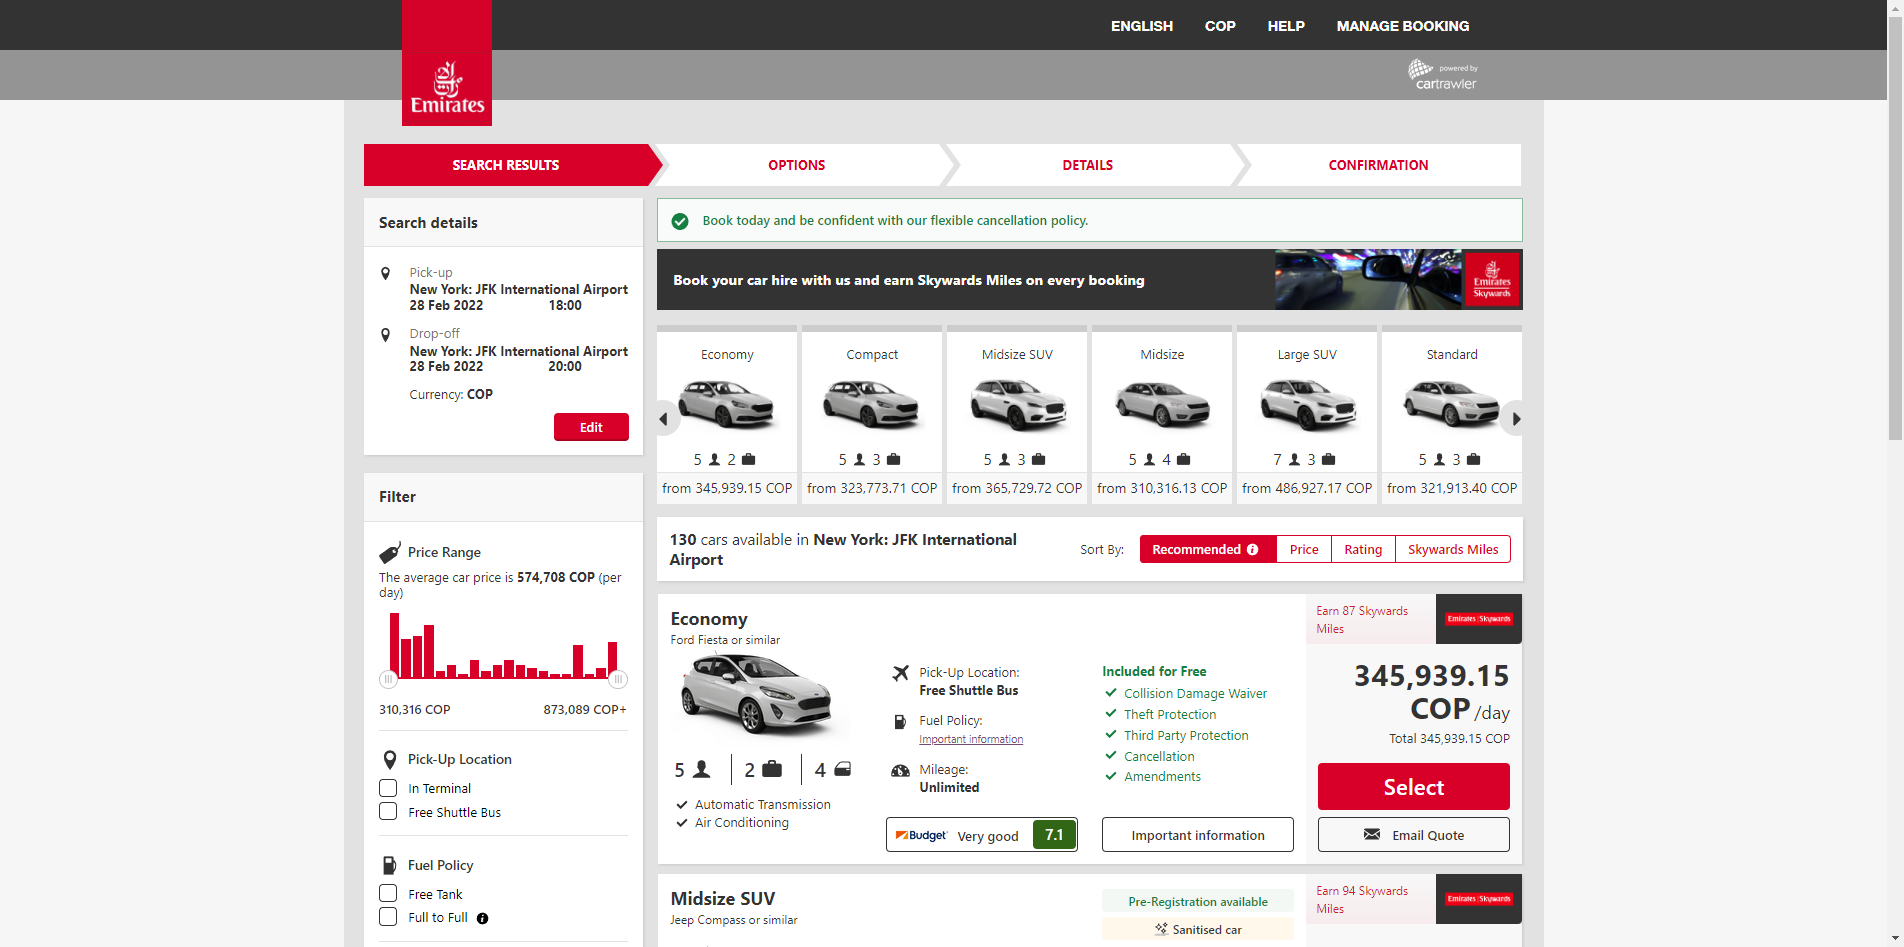 ENGLISH COP HELP MANAGE BOOKING
Emirates
powered by
cartrawler
SEARCH RESULTS OPTIONS DETAILS CONFIRMATION
Search details
Pick-up
New York: JFK International Airport
28 Feb 2022 18:00
Drop-off
New York: JFK International Airport
28 Feb 2022 20:00
Currency: COP
Edit
Filter
Price Range
The average car price is 574,708 COP (per
day)
310,316 COP 873,089 COP+
Pick-Up Location
In Terminal
Free Shuttle Bus
Fuel Policy
Free Tank
Full to Full
Book today and be confident with our flexible cancellation policy.
Book your car hire with us and earn Skywards Miles on every booking
Emirates
Skywards
Economy
5 2
from 345,939.15 COP
Compact
5 3
from 323,773.71 COP
Midsize SUV
5 3
from 365,729.72 COP
Midsize
5 4
from 310,316.13 COP
Large SUV
7 3
from 486,927.17 COP
Standard
5 3
from 321,913.40 COP
130 cars available in New York: JFK International
Airport
Sort By: Recommended Price Rating Skywards Miles
Economy
Ford Fiesta or similar
5 2 4
Automatic Transmission
Air Conditioning
Pick-Up Location:
Free Shuttle Bus
Fuel Policy:
Important information
Mileage:
Unlimited
Budget Very good 7.1
Included for Free
Collision Damage Waiver
Theft Protection
Third Party Protection
Cancellation
Amendments
Important information
Earn 87 Skywards
Miles
Emirates Skywards
345,939.15
COP /day
Total 345,939.15 COP
Select
Email Quote
Midsize SUV
Jeep Compass or similar
Pre-Registration available
Sanitised car
Earn 94 Skywards
Miles
Emirates Skywards